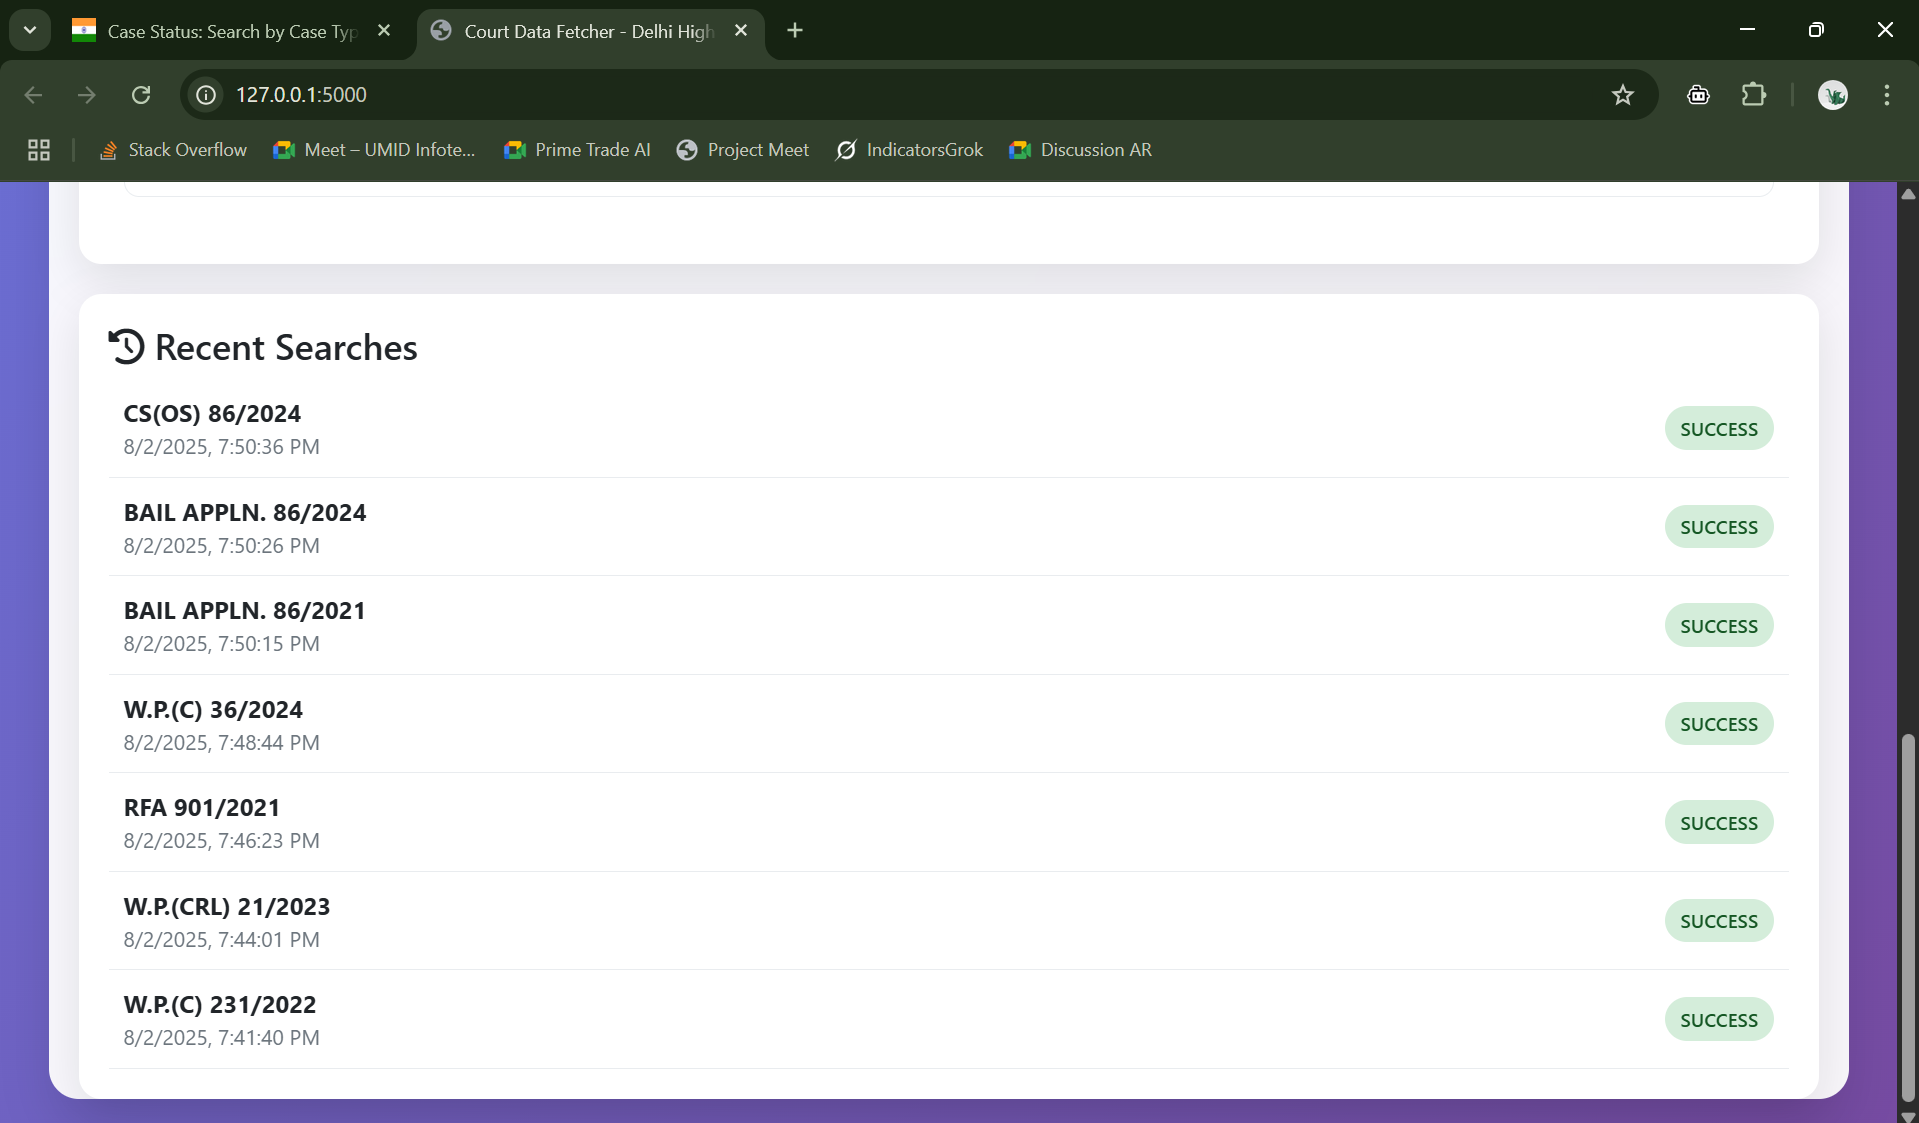 Case Status: Search by Case Typ
Court Data Fetcher - Delhi High
127.0.0.1:5000
Stack Overflow
Meet – UMID Infote...
Prime Trade AI
Project Meet
IndicatorsGrok
Discussion AR
Recent Searches
CS(OS) 86/2024
8/2/2025, 7:50:36 PM
SUCCESS
BAIL APPLN. 86/2024
8/2/2025, 7:50:26 PM
SUCCESS
BAIL APPLN. 86/2021
8/2/2025, 7:50:15 PM
SUCCESS
W.P.(C) 36/2024
8/2/2025, 7:48:44 PM
SUCCESS
RFA 901/2021
8/2/2025, 7:46:23 PM
SUCCESS
W.P.(CRL) 21/2023
8/2/2025, 7:44:01 PM
SUCCESS
W.P.(C) 231/2022
8/2/2025, 7:41:40 PM
SUCCESS